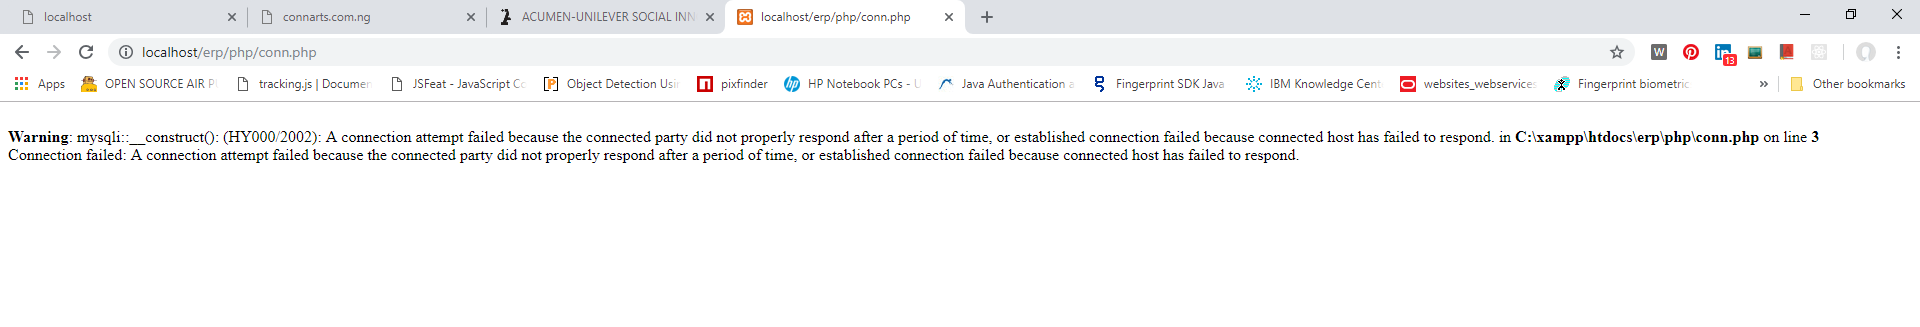 localhost
connarts.com.ng
ACUMEN-UNILEVER SOCIAL INN
localhost/erp/php/conn.php
localhost/erp/php/conn.php
W
13
Apps
OPEN SOURCE AIR P
tracking.js | Documen
JSFeat - JavaScript Co
Object Detection Usin
pixfinder
HP Notebook PCs - U
Java Authentication a
Fingerprint SDK Java
IBM Knowledge Cent
websites_webservices
Fingerprint biometric
»
Other bookmarks
Warning: mysqli::__construct(): (HY000/2002): A connection attempt failed because the connected party did not properly respond after a period of time, or established connection failed because connected host has failed to respond. in C:\xampp\htdocs\erp\php\conn.php on line 3
Connection failed: A connection attempt failed because the connected party did not properly respond after a period of time, or established connection failed because connected host has failed to respond.